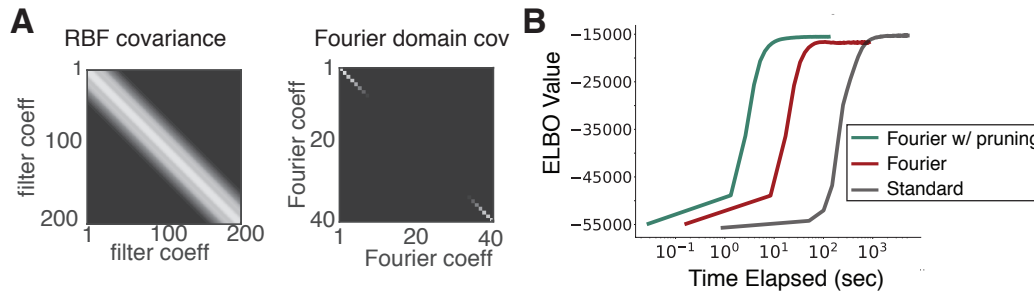 A
RBF covariance
1
100
200
filter coeff
1
100
200
filter coeff
Fourier domain cov
1
20
40
Fourier coeff
1
20
40
Fourier coeff
B
−15000
−25000
−35000
−45000
−55000
ELBO Value
10⁻¹ 10⁰ 10¹ 10² 10³
Time Elapsed (sec)
Fourier w/ pruning
Fourier
Standard